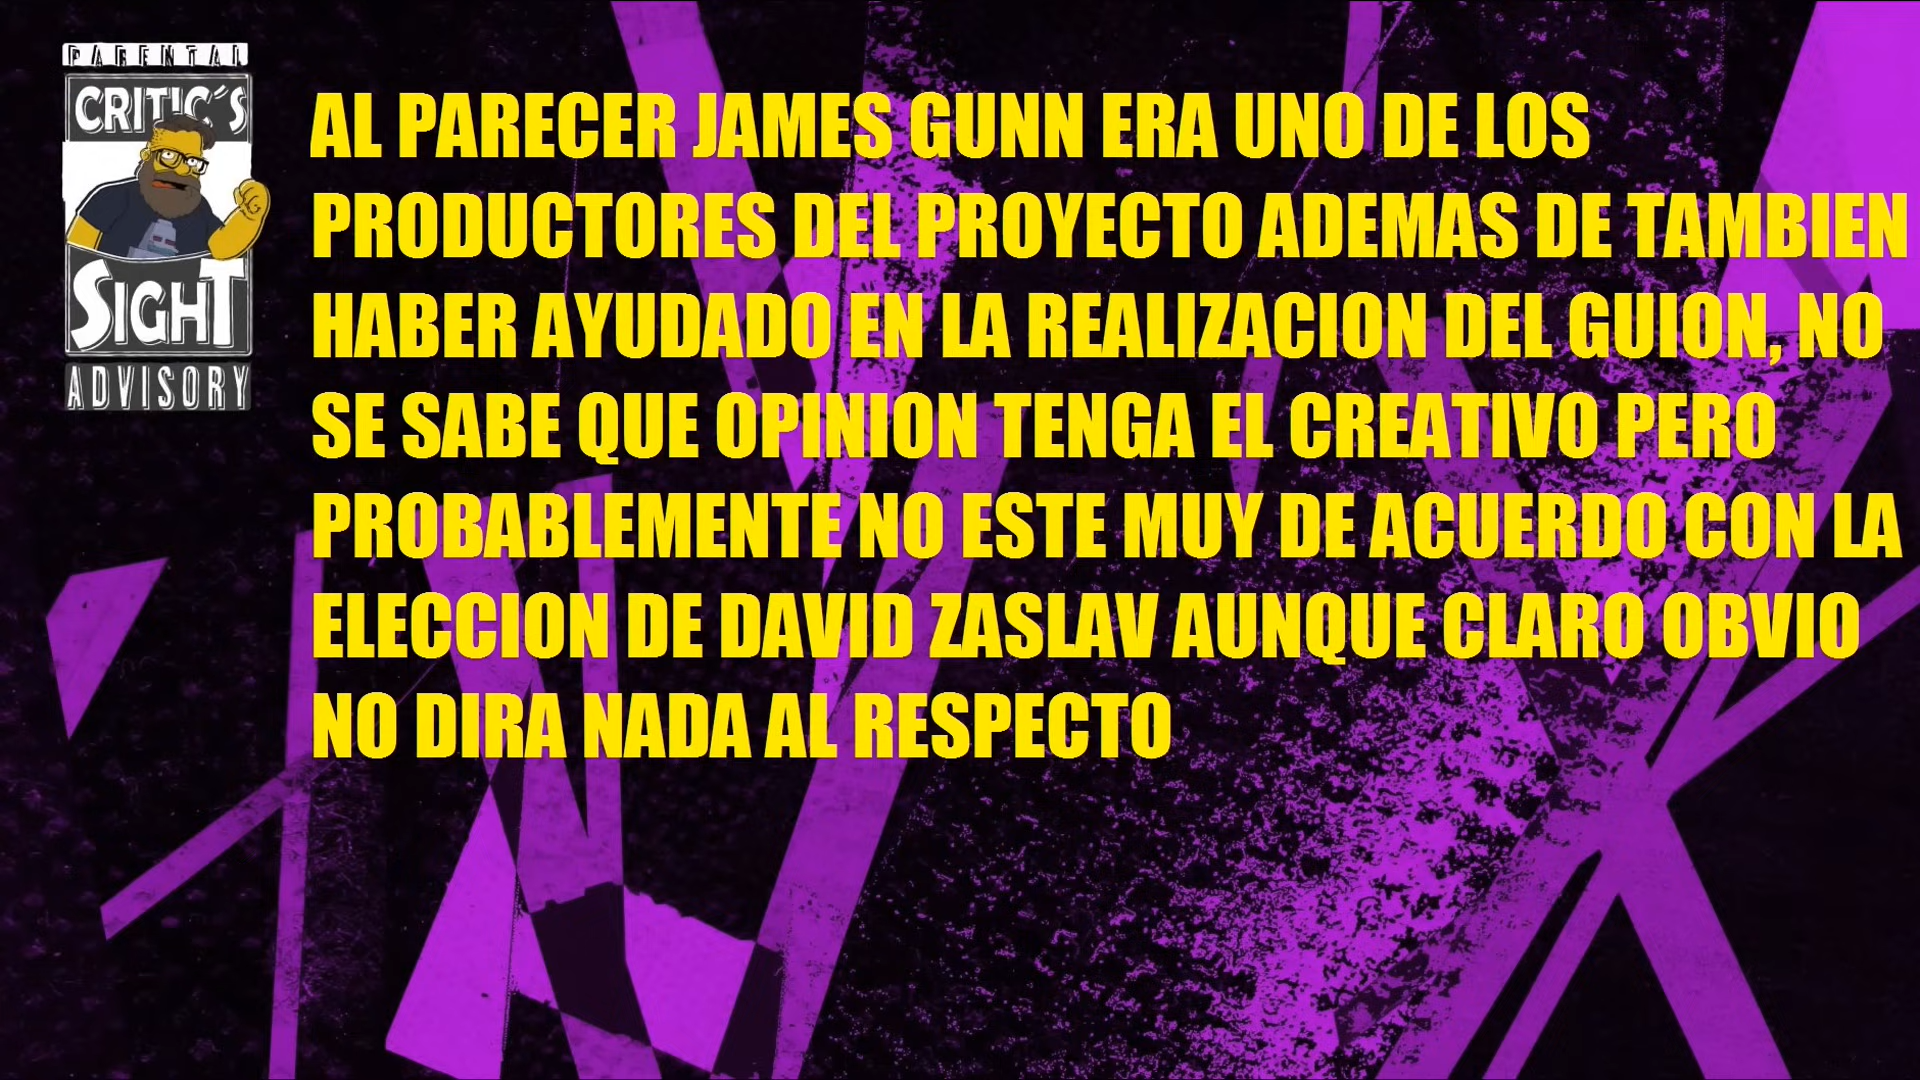 PARENTAL
CRITIC´S
SIGHT
ADVISORY
AL PARECER JAMES GUNN ERA UNO DE LOS
PRODUCTORES DEL PROYECTO ADEMAS DE TAMBIEN
HABER AYUDADO EN LA REALIZACION DEL GUION, NO
SE SABE QUE OPINION TENGA EL CREATIVO PERO
PROBABLEMENTE NO ESTE MUY DE ACUERDO CON LA
ELECCION DE DAVID ZASLAV AUNQUE CLARO OBVIO
NO DIRA NADA AL RESPECTO